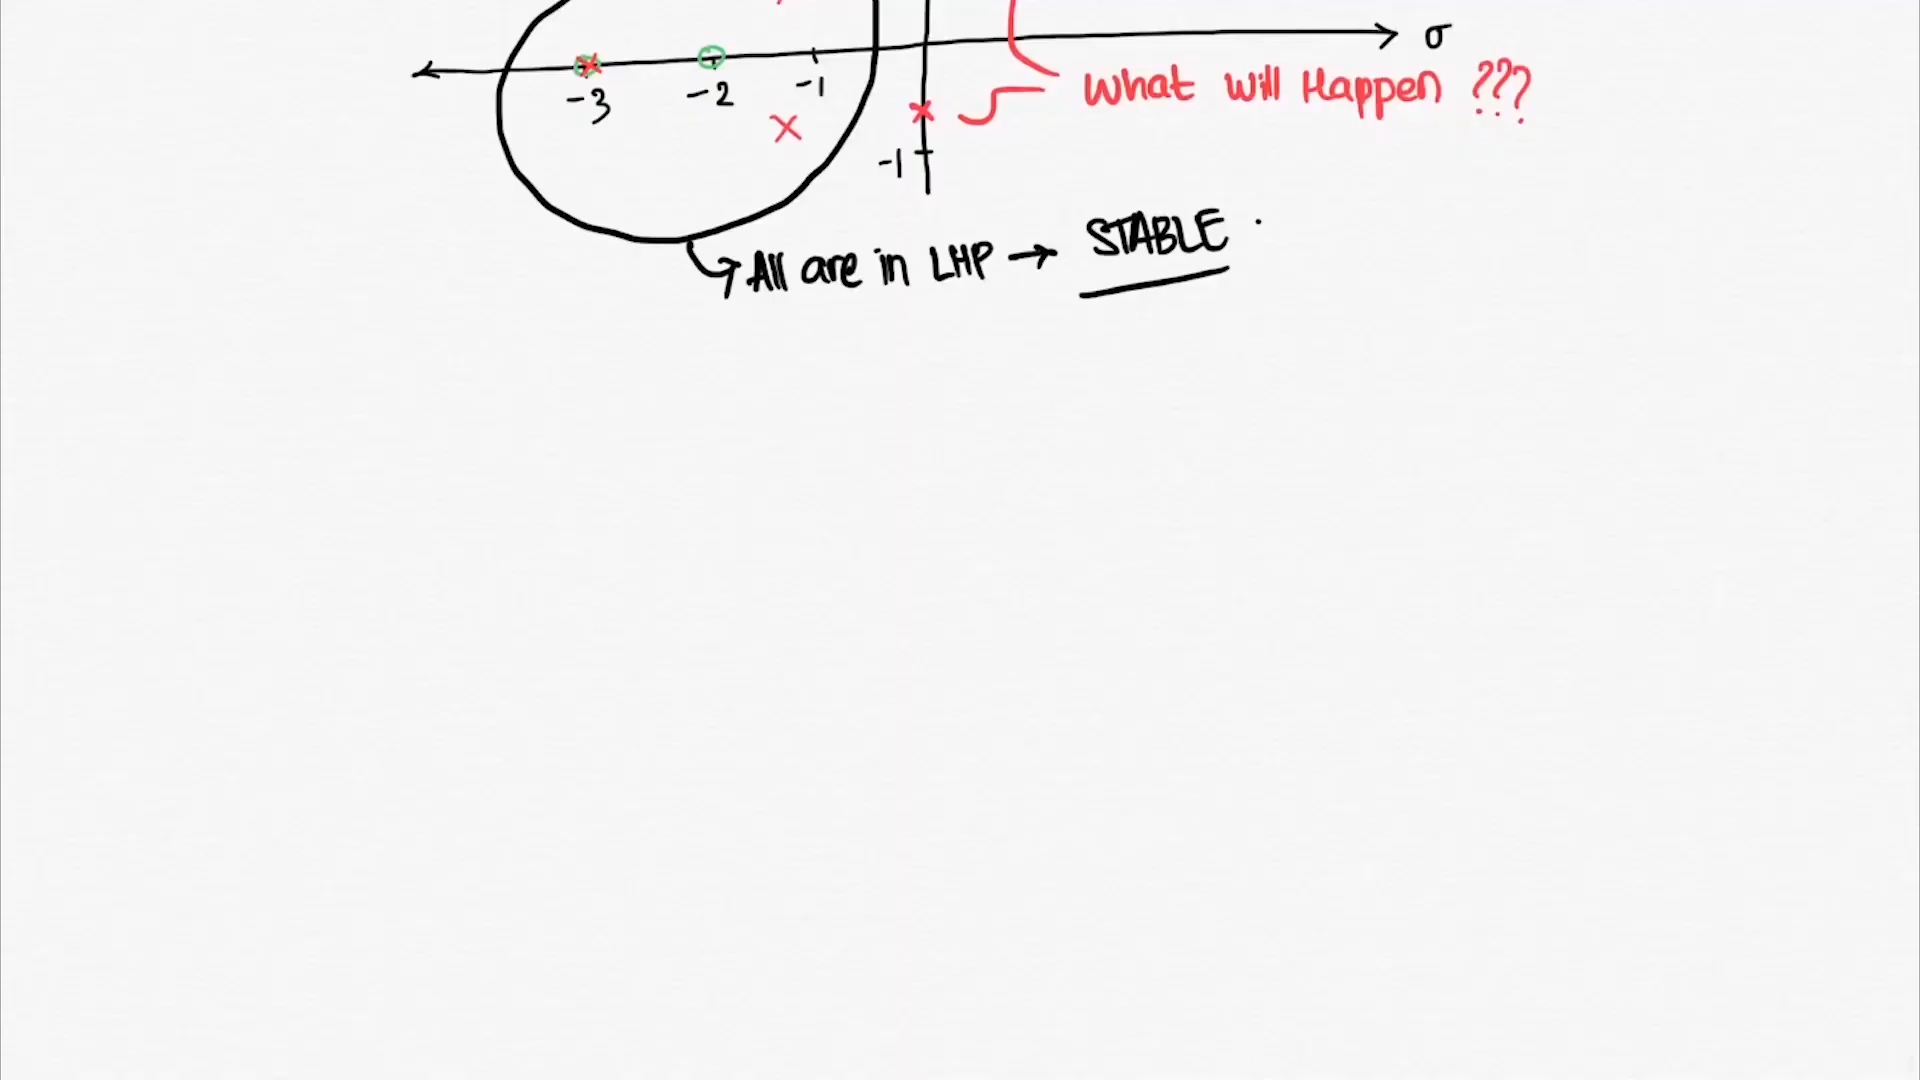 σ
-3 -2 -1
What will Happen ???
-1
All are in LHP → STABLE .